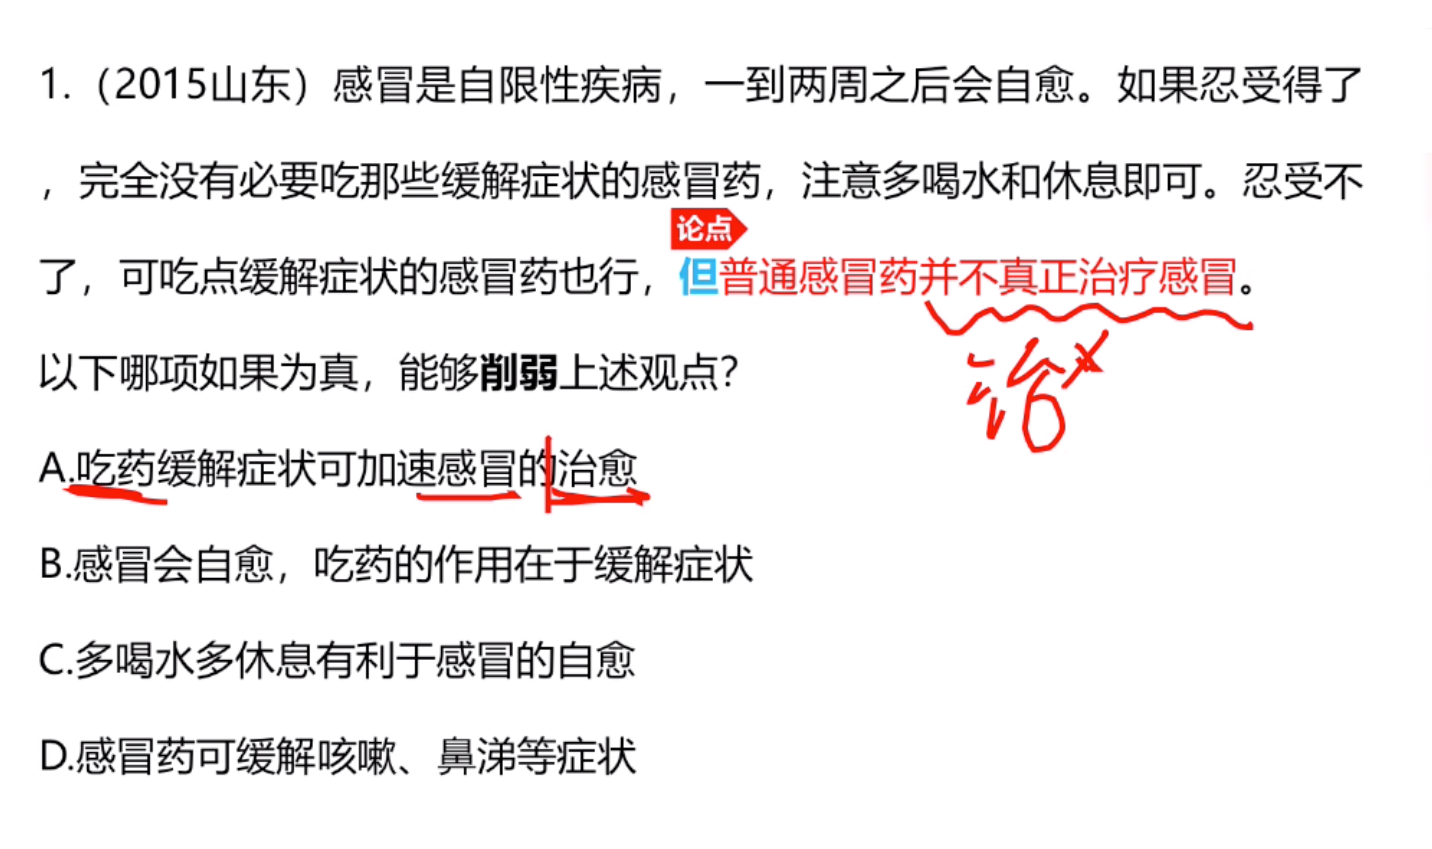 1.（2015山东）感冒是自限性疾病，一到两周之后会自愈。如果忍受得了
，完全没有必要吃那些缓解症状的感冒药，注意多喝水和休息即可。忍受不
论点
了，可吃点缓解症状的感冒药也行，但普通感冒药并不真正治疗感冒。
以下哪项如果为真，能够削弱上述观点？
治
A.吃药缓解症状可加速感冒的治愈
B.感冒会自愈，吃药的作用在于缓解症状
C.多喝水多休息有利于感冒的自愈
D.感冒药可缓解咳嗽、鼻涕等症状